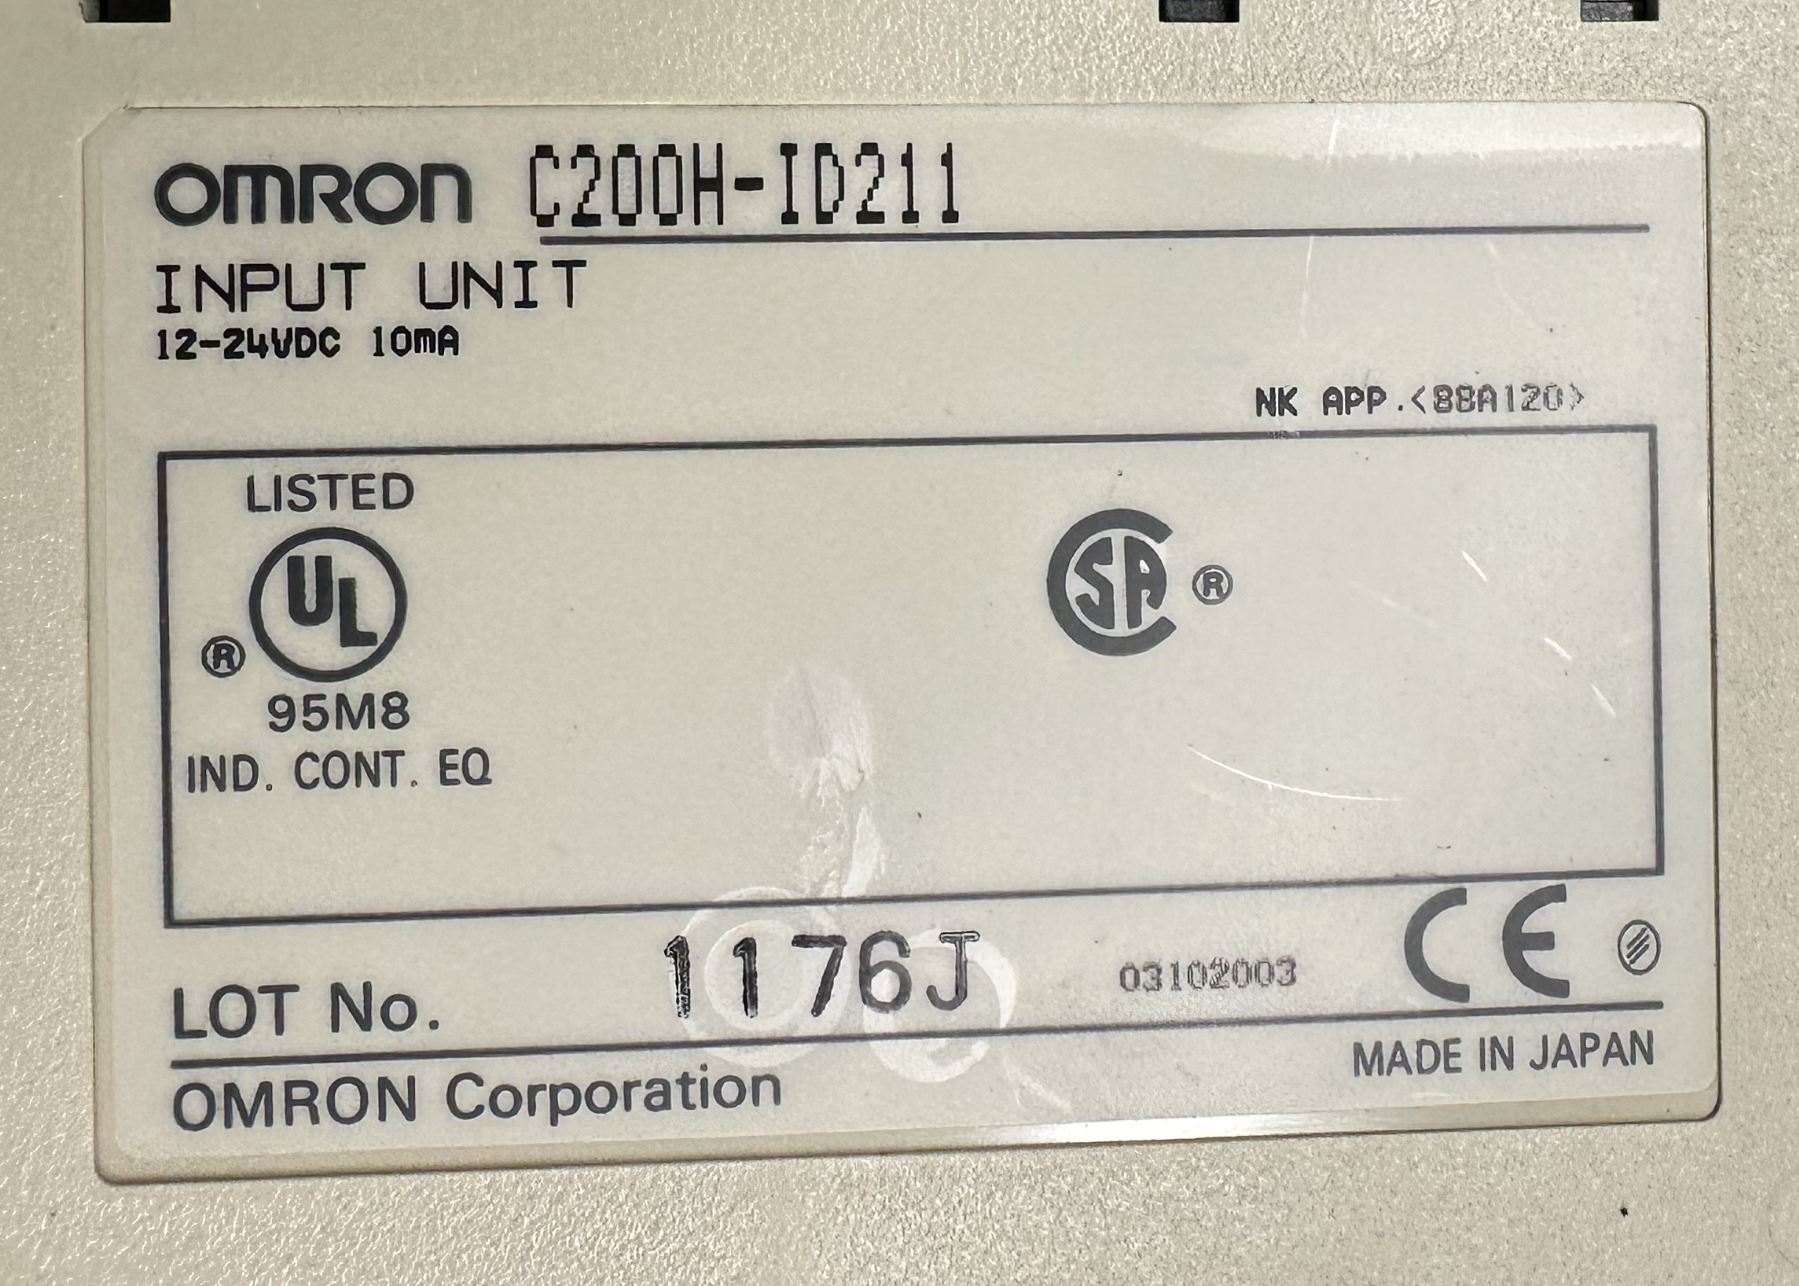 OMRON C200H-ID211
INPUT UNIT
12-24VDC 10mA
NK APP.<88A120>
LISTED
UL
®
95M8
IND. CONT. EQ
CSA ®
LOT No. 1176J 03102003 CE
OMRON Corporation MADE IN JAPAN